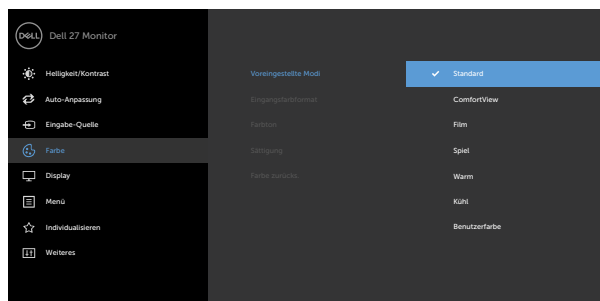 DELL Dell 27 Monitor
Helligkeit/Kontrast Voreingestellte Modi Standard
Auto-Anpassung Eingangsfarbformat ComfortView
Eingabe-Quelle Farbton Film
Farbe Sättigung Spiel
Display Farbe zurücks. Warm
Menü Kühl
Individualisieren Benutzerfarbe
Weiteres